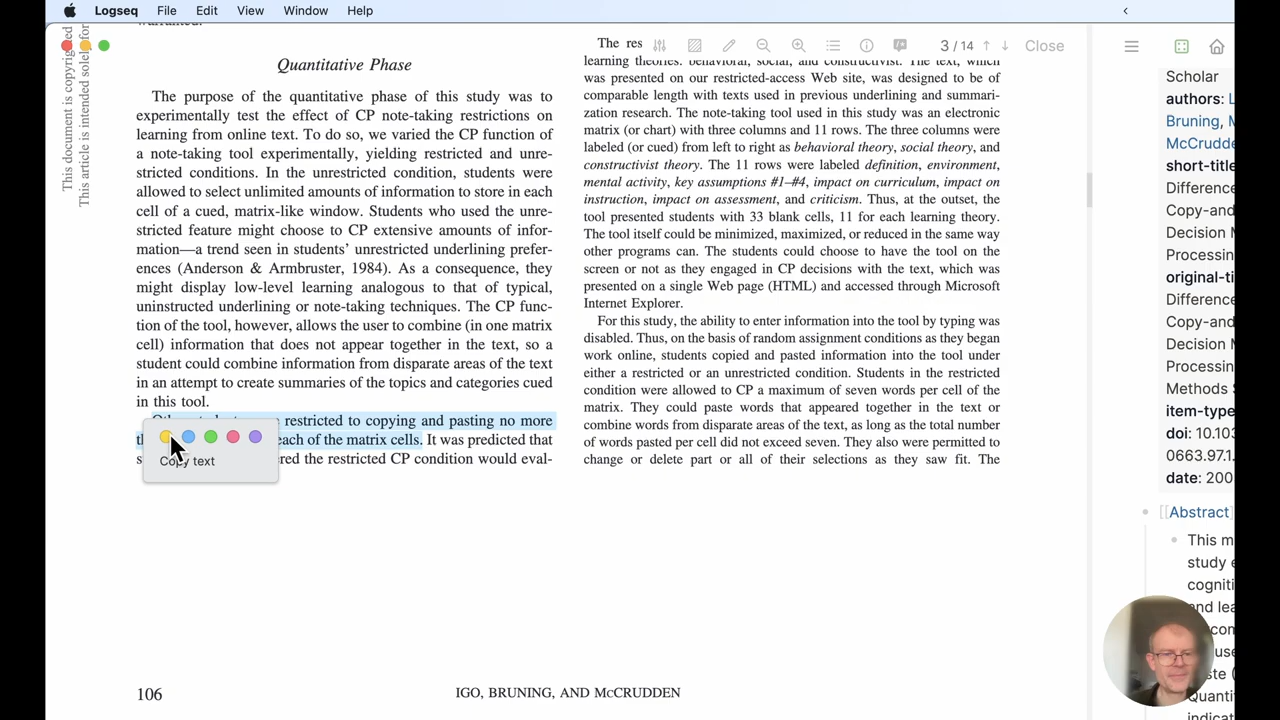 Logseq File Edit View Window Help
warranted.
This document is copyrighted
This article is intended solely for
Quantitative Phase
The purpose of the quantitative phase of this study was to
experimentally test the effect of CP note-taking restrictions on
learning from online text. To do so, we varied the CP function of
a note-taking tool experimentally, yielding restricted and unre-
stricted conditions. In the unrestricted condition, students were
allowed to select unlimited amounts of information to store in each
cell of a cued, matrix-like window. Students who used the unre-
stricted feature might choose to CP extensive amounts of infor-
mation—a trend seen in students' unrestricted underlining prefer-
ences (Anderson & Armbruster, 1984). As a consequence, they
might display low-level learning analogous to that of typical,
uninstructed underlining or note-taking techniques. The CP func-
tion of the tool, however, allows the user to combine (in one matrix
cell) information that does not appear together in the text, so a
student could combine information from disparate areas of the text
in an attempt to create summaries of the topics and categories cued
in this tool.
restricted to copying and pasting no more
each of the matrix cells. It was predicted that
red the restricted CP condition would eval-
Copy text
3 / 14 ↑ ↓ Close
The res
learning theories: behavioral, social, and constructivist. The text, which
was presented on our restricted-access Web site, was designed to be of
comparable length with texts used in previous underlining and summari-
zation research. The note-taking tool used in this study was an electronic
matrix (or chart) with three columns and 11 rows. The three columns were
labeled (or cued) from left to right as behavioral theory, social theory, and
constructivist theory. The 11 rows were labeled definition, environment,
mental activity, key assumptions #1–#4, impact on curriculum, impact on
instruction, impact on assessment, and criticism. Thus, at the outset, the
tool presented students with 33 blank cells, 11 for each learning theory.
The tool itself could be minimized, maximized, or reduced in the same way
other programs can. The students could choose to have the tool on the
screen or not as they engaged in CP decisions with the text, which was
presented on a single Web page (HTML) and accessed through Microsoft
Internet Explorer.
For this study, the ability to enter information into the tool by typing was
disabled. Thus, on the basis of random assignment conditions as they began
work online, students copied and pasted information into the tool under
either a restricted or an unrestricted condition. Students in the restricted
condition were allowed to CP a maximum of seven words per cell of the
matrix. They could paste words that appeared together in the text or
combine words from disparate areas of the text, as long as the total number
of words pasted per cell did not exceed seven. They also were permitted to
change or delete part or all of their selections as they saw fit. The
106
IGO, BRUNING, AND McCRUDDEN
Scholar
authors: L
Bruning, M
McCrudde
short-title
Difference
Copy-and
Decision M
Processin
original-ti
Difference
Copy-and
Decision M
Processin
Methods S
item-type
doi: 10.103
0663.97.1.
date: 200
[[Abstract]
This m
study e
cogniti
and lea